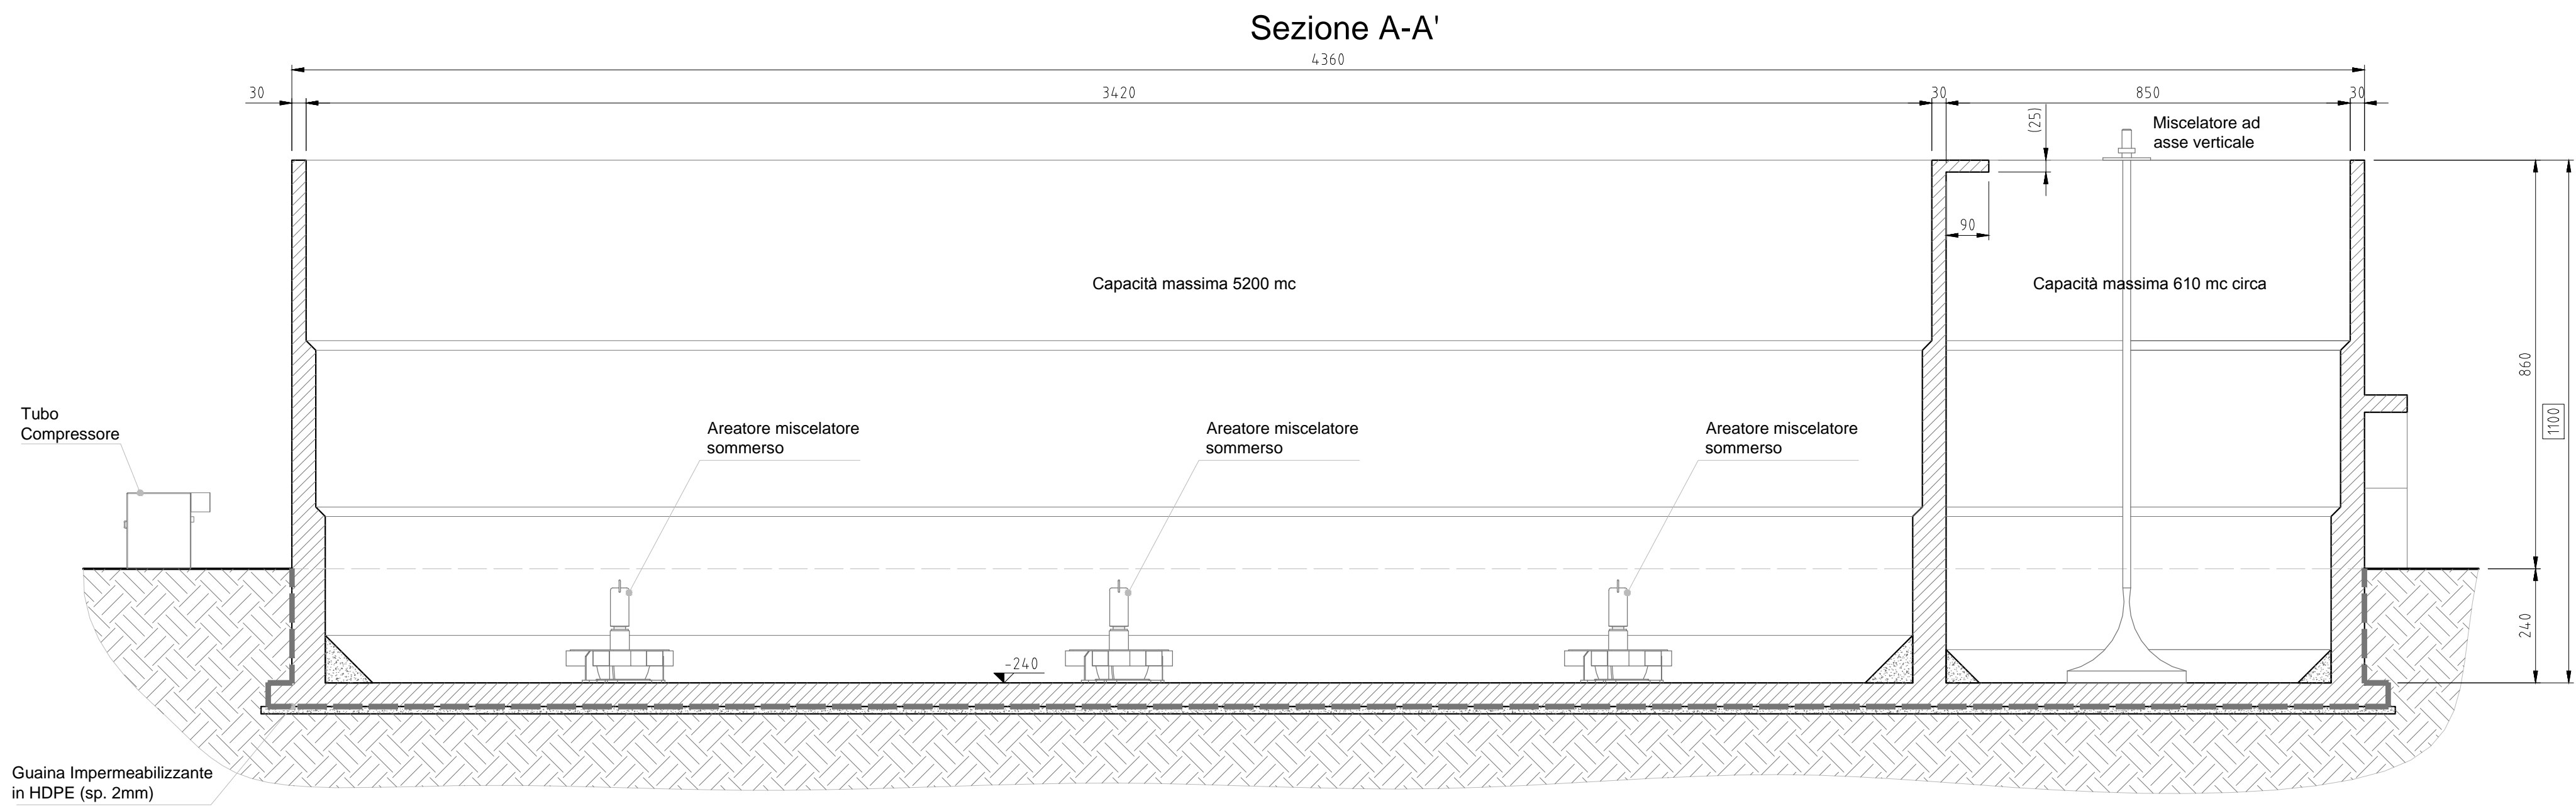 Sezione A-A'
4360
30
3420
30
850
30
(25)
Miscelatore ad
asse verticale
90
Capacità massima 5200 mc
Capacità massima 610 mc circa
860
1100
Tubo
Compressore
Areatore miscelatore
sommerso
Areatore miscelatore
sommerso
Areatore miscelatore
sommerso
240
-240
Guaina Impermeabilizzante
in HDPE (sp. 2mm)